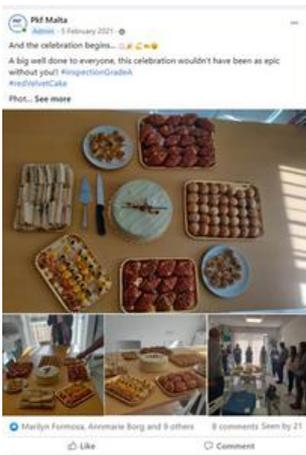 Pkf Malta
Admin · 5 February 2021 ·
And the celebration begins...
A big well done to everyone, this celebration wouldn't have been as epic
without you!! #InspectionGradeA
#redVelvetCake
Phot... See more
Marilyn Formosa, Annmarie Borg and 9 others
8 comments Seen by 21
Like
Comment